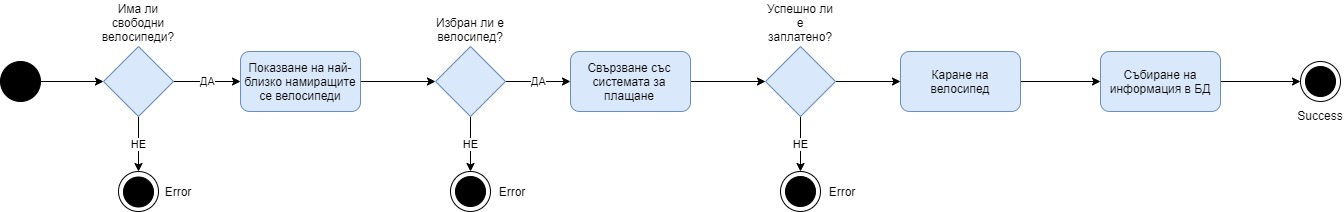 Има ли
свободни
велосипеди?
ДА
НЕ
Error
Показване на най-
близко намиращите
се велосипеди
Избран ли е
велосипед?
ДА
НЕ
Error
Свързване със
системата за
плащане
Успешно ли
е
заплатено?
НЕ
Error
Каране на
велосипед
Събиране на
информация в БД
Success